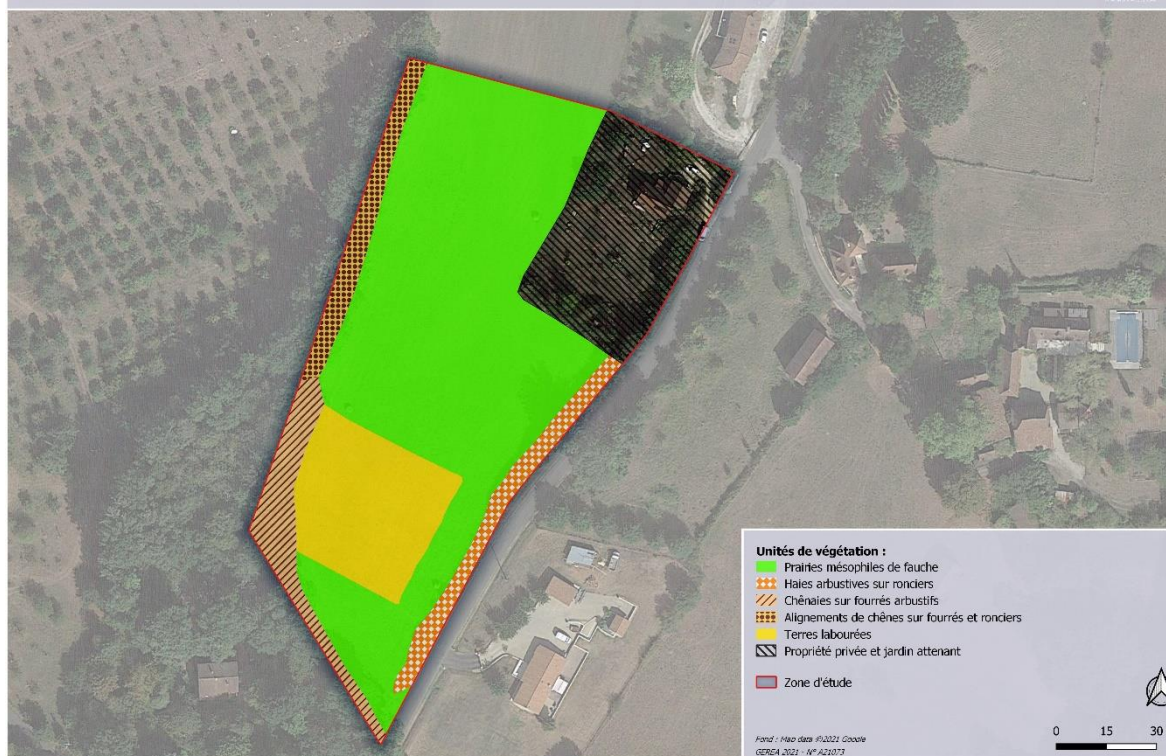 Unités de végétation :
Prairies mésophiles de fauche
Haies arbustives sur ronciers
Chênaies sur fourrés arbustifs
Alignements de chênes sur fourrés et ronciers
Terres labourées
Propriété privée et jardin attenant
Zone d'étude
Fond : Map data ©2021 Google
GEREA 2021 - N° A21073
0 15 30